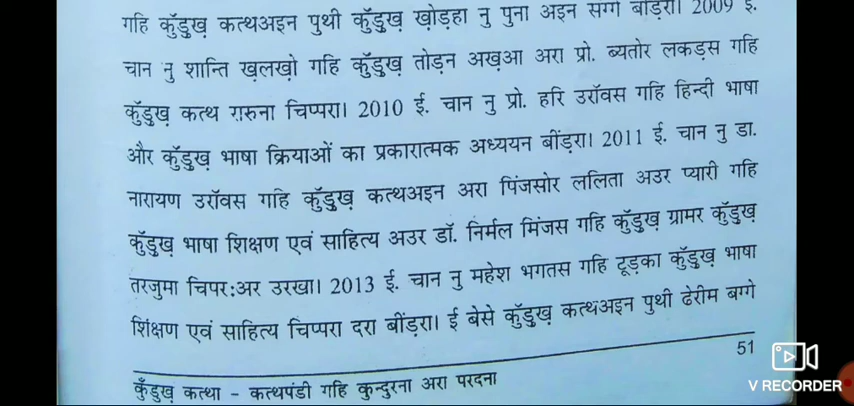 गहि कुँड़ुख़ कत्थअइन पुथी कुँड़ुख़ ख़ोड़हा नु पुना अइन सग्गे बींड़रा। 2009 ई.
चान नु शान्ति ख़लखो़ गहि कुँड़ुख़ तोड़न अख़आ अरा प्रो. ब्यतोर लकड़स गहि
कुँड़ुख़ कत्थ ग़रुना चिप्परा। 2010 ई. चान नु प्रो. हरि उराँवस गहि हिन्दी भाषा
और कुँड़ुख़ भाषा क्रियाओं का प्रकारात्मक अध्ययन बींड़रा। 2011 ई. चान नु डा.
नारायण उराँवस गहि कुँड़ुख़ कत्थअइन अरा पिंजसोर ललिता अउर प्यारी गहि
कुँड़ुख़ भाषा शिक्षण एवं साहित्य अउर डॉ. निर्मल मिंजस गहि कुँड़ुख़ ग्रामर कुँड़ुख़
तरजुमा चिपर:अर उरखा। 2013 ई. चान नु महेश भगतस गहि टूड़का कुँड़ुख़ भाषा
शिक्षण एवं साहित्य चिप्परा दरा बींड़रा। ई बेसे कुँड़ुख़ कत्थअइन पुथी ढेरीम बग्गे
51
कुँड़ुख़ कत्था - कत्थपंडी गहि कुन्दुरना अरा परदना
V RECORDER